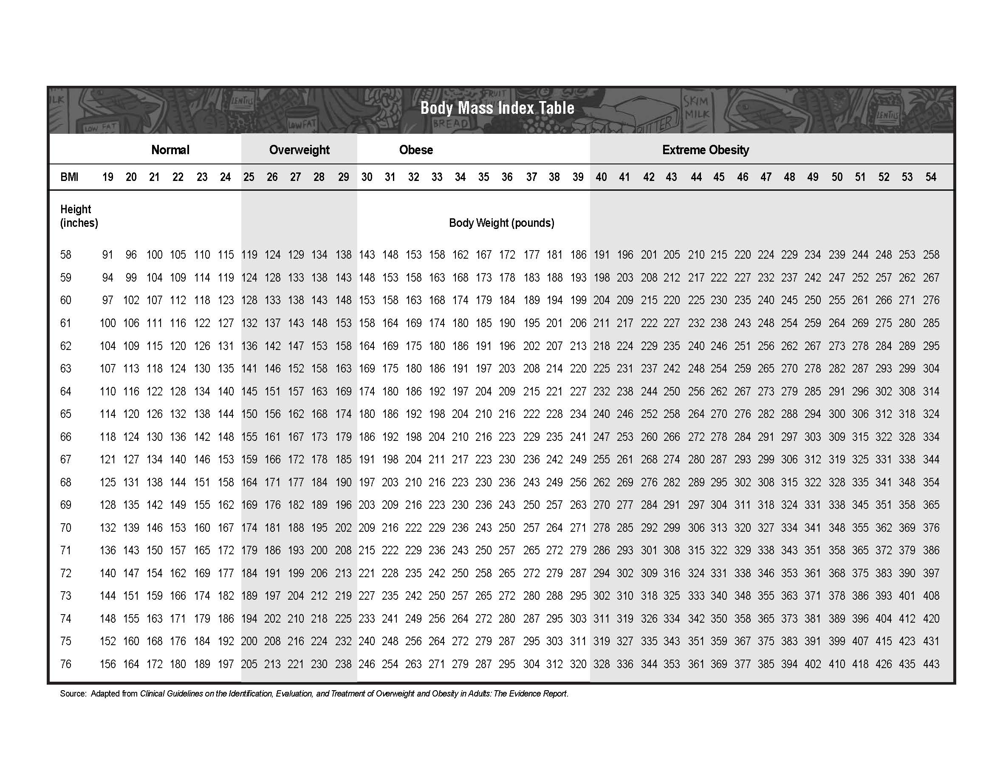 ILK
LENTILS
LOW FAT
LOWFAT
FRUIT
BREAD
BUTTER
SKIM
MILK
LENTILS
Body Mass Index Table
Normal Overweight Obese Extreme Obesity
BMI 19 20 21 22 23 24 25 26 27 28 29 30 31 32 33 34 35 36 37 38 39 40 41 42 43 44 45 46 47 48 49 50 51 52 53 54
Height
(inches) Body Weight (pounds)
58 91 96 100 105 110 115 119 124 129 134 138 143 148 153 158 162 167 172 177 181 186 191 196 201 205 210 215 220 224 229 234 239 244 248 253 258
59 94 99 104 109 114 119 124 128 133 138 143 148 153 158 163 168 173 178 183 188 193 198 203 208 212 217 222 227 232 237 242 247 252 257 262 267
60 97 102 107 112 118 123 128 133 138 143 148 153 158 163 168 174 179 184 189 194 199 204 209 215 220 225 230 235 240 245 250 255 261 266 271 276
61 100 106 111 116 122 127 132 137 143 148 153 158 164 169 174 180 185 190 195 201 206 211 217 222 227 232 238 243 248 254 259 264 269 275 280 285
62 104 109 115 120 126 131 136 142 147 153 158 164 169 175 180 186 191 196 202 207 213 218 224 229 235 240 246 251 256 262 267 273 278 284 289 295
63 107 113 118 124 130 135 141 146 152 158 163 169 175 180 186 191 197 203 208 214 220 225 231 237 242 248 254 259 265 270 278 282 287 293 299 304
64 110 116 122 128 134 140 145 151 157 163 169 174 180 186 192 197 204 209 215 221 227 232 238 244 250 256 262 267 273 279 285 291 296 302 308 314
65 114 120 126 132 138 144 150 156 162 168 174 180 186 192 198 204 210 216 222 228 234 240 246 252 258 264 270 276 282 288 294 300 306 312 318 324
66 118 124 130 136 142 148 155 161 167 173 179 186 192 198 204 210 216 223 229 235 241 247 253 260 266 272 278 284 291 297 303 309 315 322 328 334
67 121 127 134 140 146 153 159 166 172 178 185 191 198 204 211 217 223 230 236 242 249 255 261 268 274 280 287 293 299 306 312 319 325 331 338 344
68 125 131 138 144 151 158 164 171 177 184 190 197 203 210 216 223 230 236 243 249 256 262 269 276 282 289 295 302 308 315 322 328 335 341 348 354
69 128 135 142 149 155 162 169 176 182 189 196 203 209 216 223 230 236 243 250 257 263 270 277 284 291 297 304 311 318 324 331 338 345 351 358 365
70 132 139 146 153 160 167 174 181 188 195 202 209 216 222 229 236 243 250 257 264 271 278 285 292 299 306 313 320 327 334 341 348 355 362 369 376
71 136 143 150 157 165 172 179 186 193 200 208 215 222 229 236 243 250 257 265 272 279 286 293 301 308 315 322 329 338 343 351 358 365 372 379 386
72 140 147 154 162 169 177 184 191 199 206 213 221 228 235 242 250 258 265 272 279 287 294 302 309 316 324 331 338 346 353 361 368 375 383 390 397
73 144 151 159 166 174 182 189 197 204 212 219 227 235 242 250 257 265 272 280 288 295 302 310 318 325 333 340 348 355 363 371 378 386 393 401 408
74 148 155 163 171 179 186 194 202 210 218 225 233 241 249 256 264 272 280 287 295 303 311 319 326 334 342 350 358 365 373 381 389 396 404 412 420
75 152 160 168 176 184 192 200 208 216 224 232 240 248 256 264 272 279 287 295 303 311 319 327 335 343 351 359 367 375 383 391 399 407 415 423 431
76 156 164 172 180 189 197 205 213 221 230 238 246 254 263 271 279 287 295 304 312 320 328 336 344 353 361 369 377 385 394 402 410 418 426 435 443
Source: Adapted from Clinical Guidelines on the Identification, Evaluation, and Treatment of Overweight and Obesity in Adults: The Evidence Report.